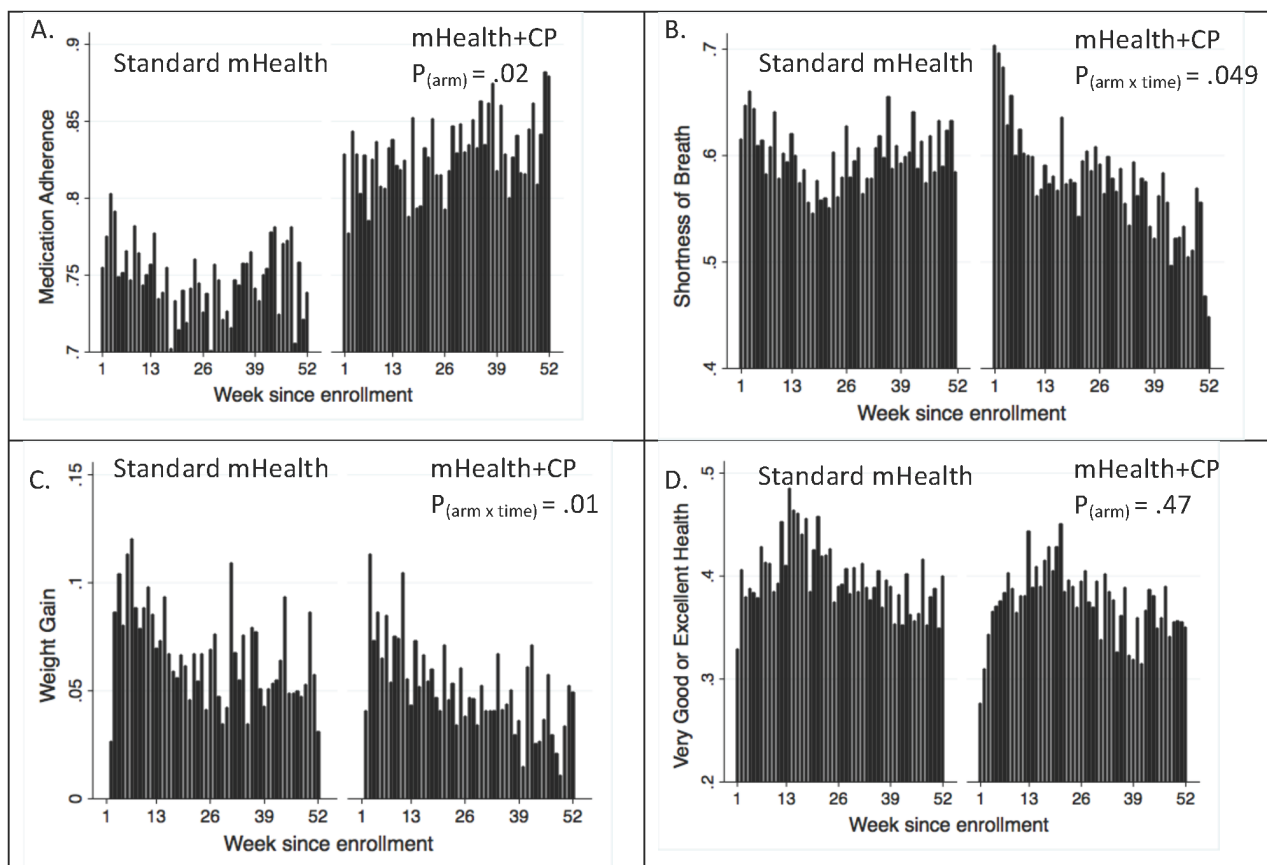 A.
Standard mHealth
mHealth+CP
P(arm) = .02
Medication Adherence
.9
.85
.8
.75
.7
1 13 26 39 52
1 13 26 39 52
Week since enrollment
B.
Standard mHealth
mHealth+CP
P(arm x time) = .049
Shortness of Breath
.7
.6
.5
.4
1 13 26 39 52
1 13 26 39 52
Week since enrollment
C.
Standard mHealth
mHealth+CP
P(arm x time) = .01
Weight Gain
.15
.1
.05
0
1 13 26 39 52
1 13 26 39 52
Week since enrollment
D.
Standard mHealth
mHealth+CP
P(arm) = .47
Very Good or Excellent Health
.5
.4
.3
.2
1 13 26 39 52
1 13 26 39 52
Week since enrollment